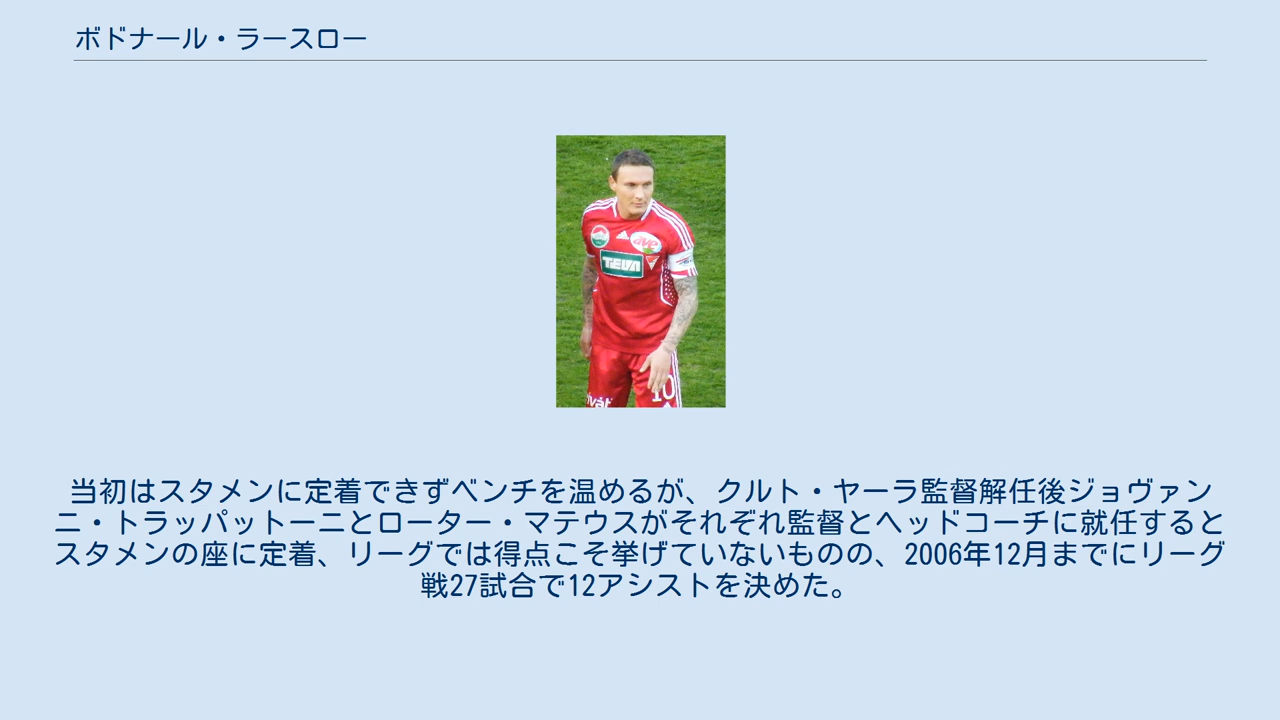 ボドナール・ラースロー
TEVA
10
当初はスタメンに定着できずベンチを温めるが、クルト・ヤーラ監督解任後ジョヴァン
ニ・トラッパットーニとローター・マテウスがそれぞれ監督とヘッドコーチに就任すると
スタメンの座に定着、リーグでは得点こそ挙げていないものの、2006年12月までにリーグ
戦27試合で12アシストを決めた。